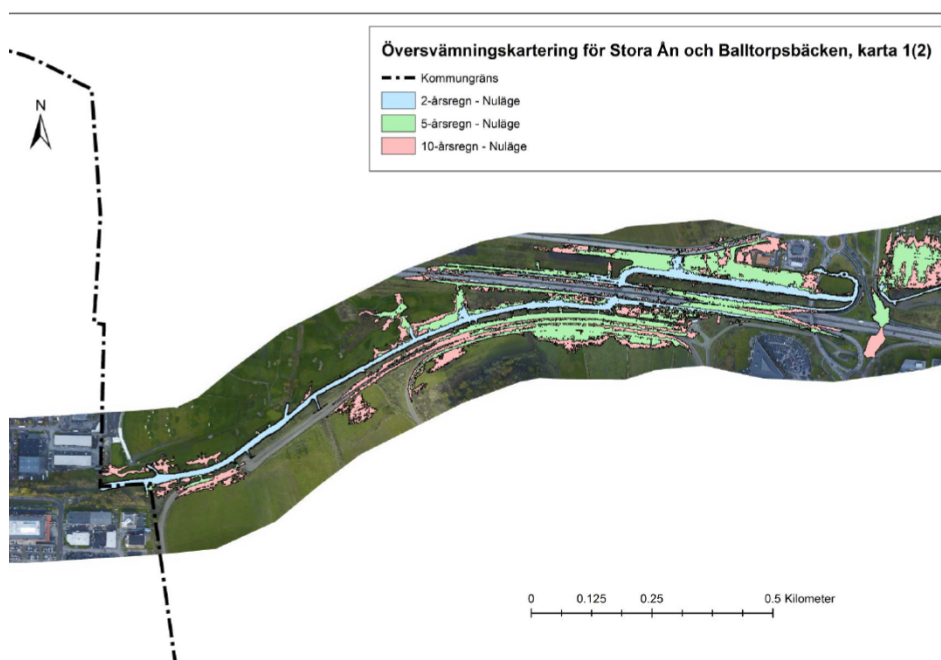 Översvämningskartering för Stora Ån och Balltorpsbäcken, karta 1(2)
Kommungräns
2-årsregn - Nuläge
5-årsregn - Nuläge
10-årsregn - Nuläge
N
0 0.125 0.25 0.5 Kilometer